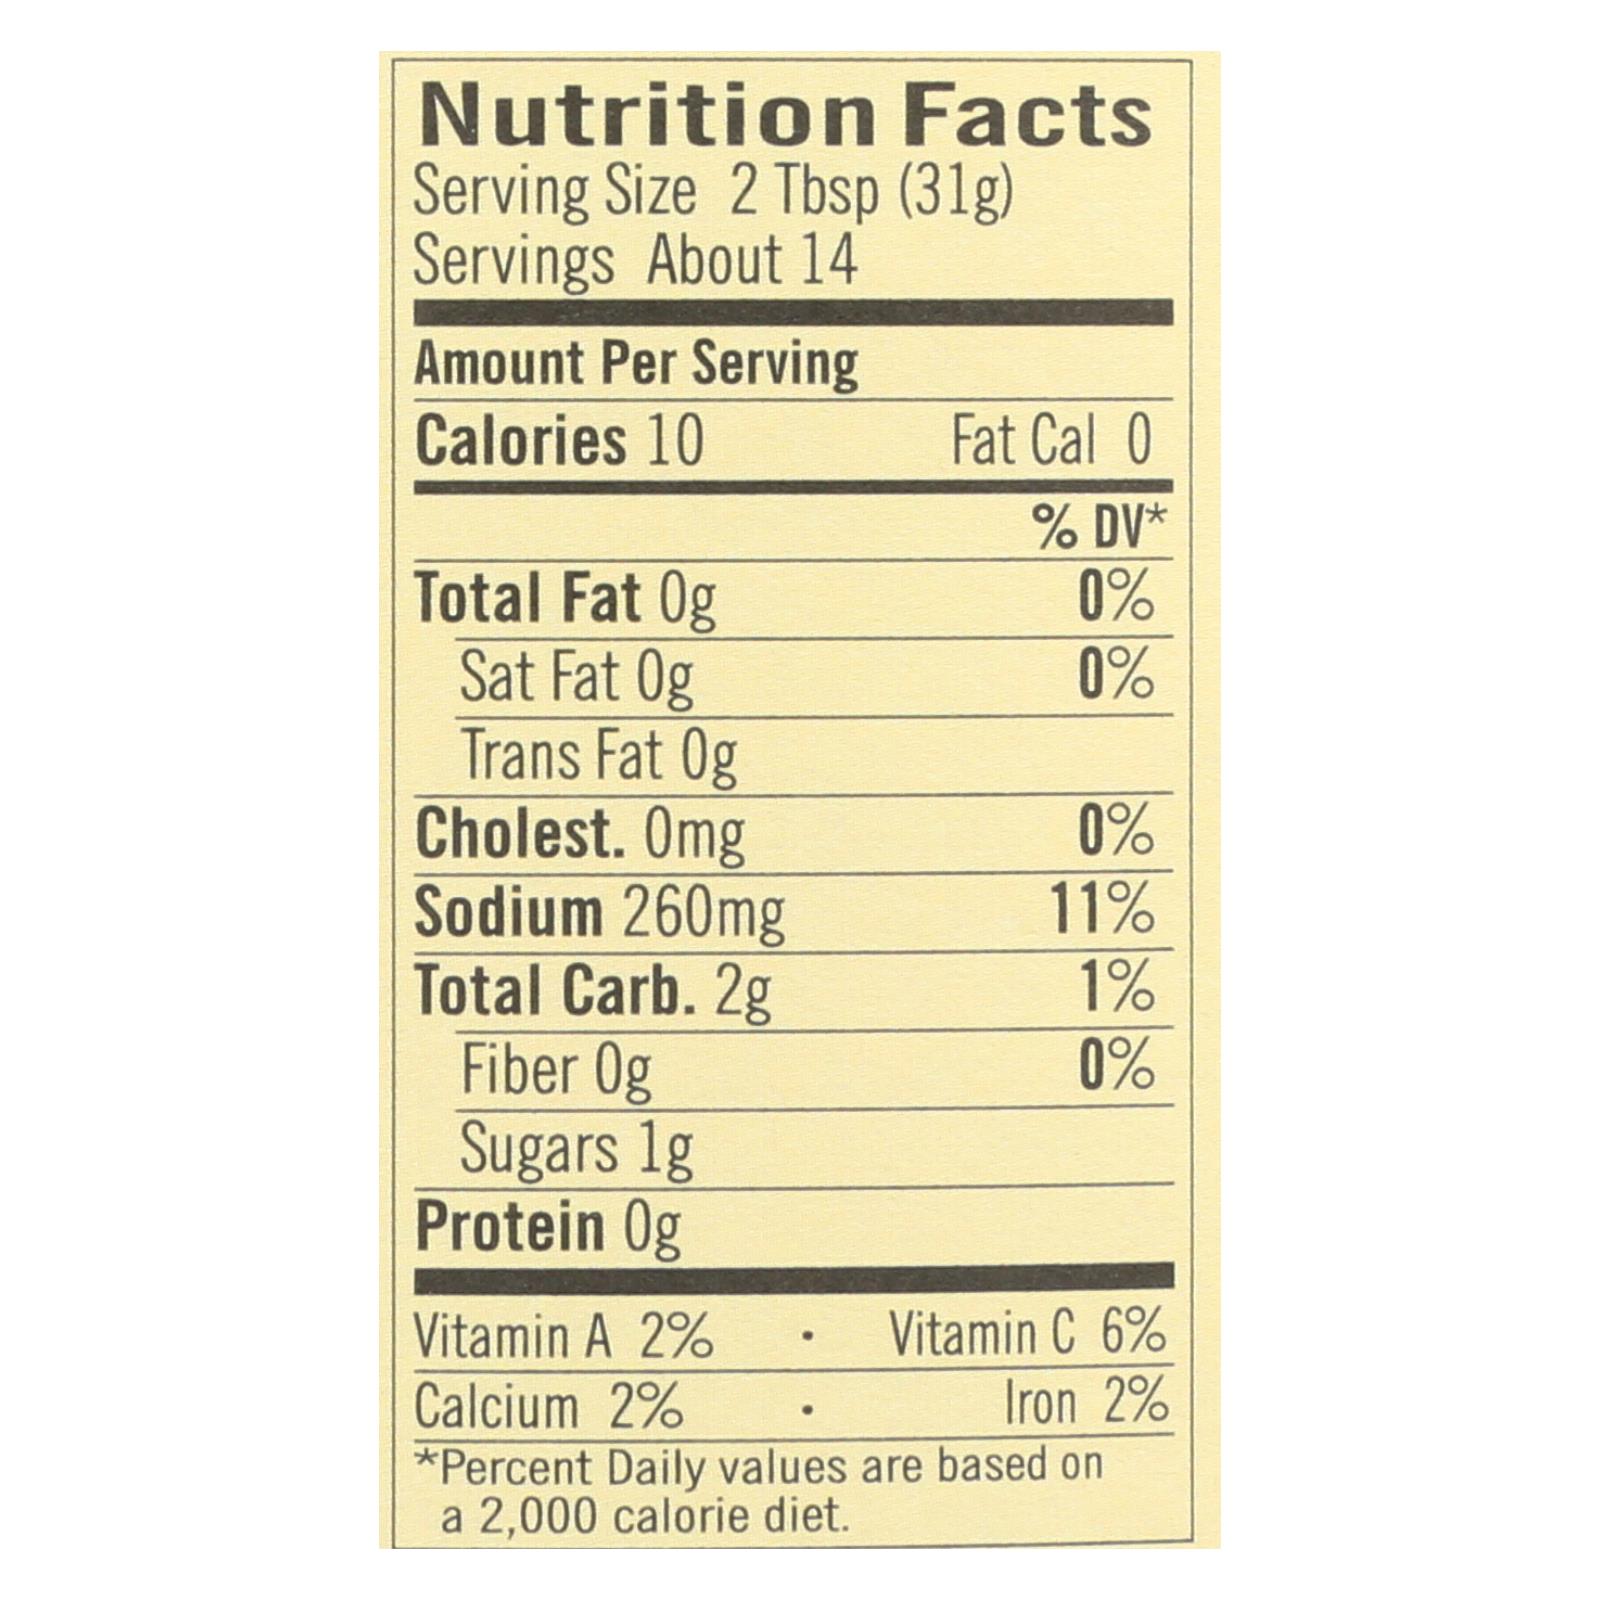 Nutrition Facts
Serving Size 2 Tbsp (31g)
Servings About 14
Amount Per Serving
Calories 10 Fat Cal 0
% DV*
Total Fat 0g 0%
Sat Fat 0g 0%
Trans Fat 0g
Cholest. 0mg 0%
Sodium 260mg 11%
Total Carb. 2g 1%
Fiber 0g 0%
Sugars 1g
Protein 0g
Vitamin A 2% · Vitamin C 6%
Calcium 2% · Iron 2%
*Percent Daily values are based on
a 2,000 calorie diet.